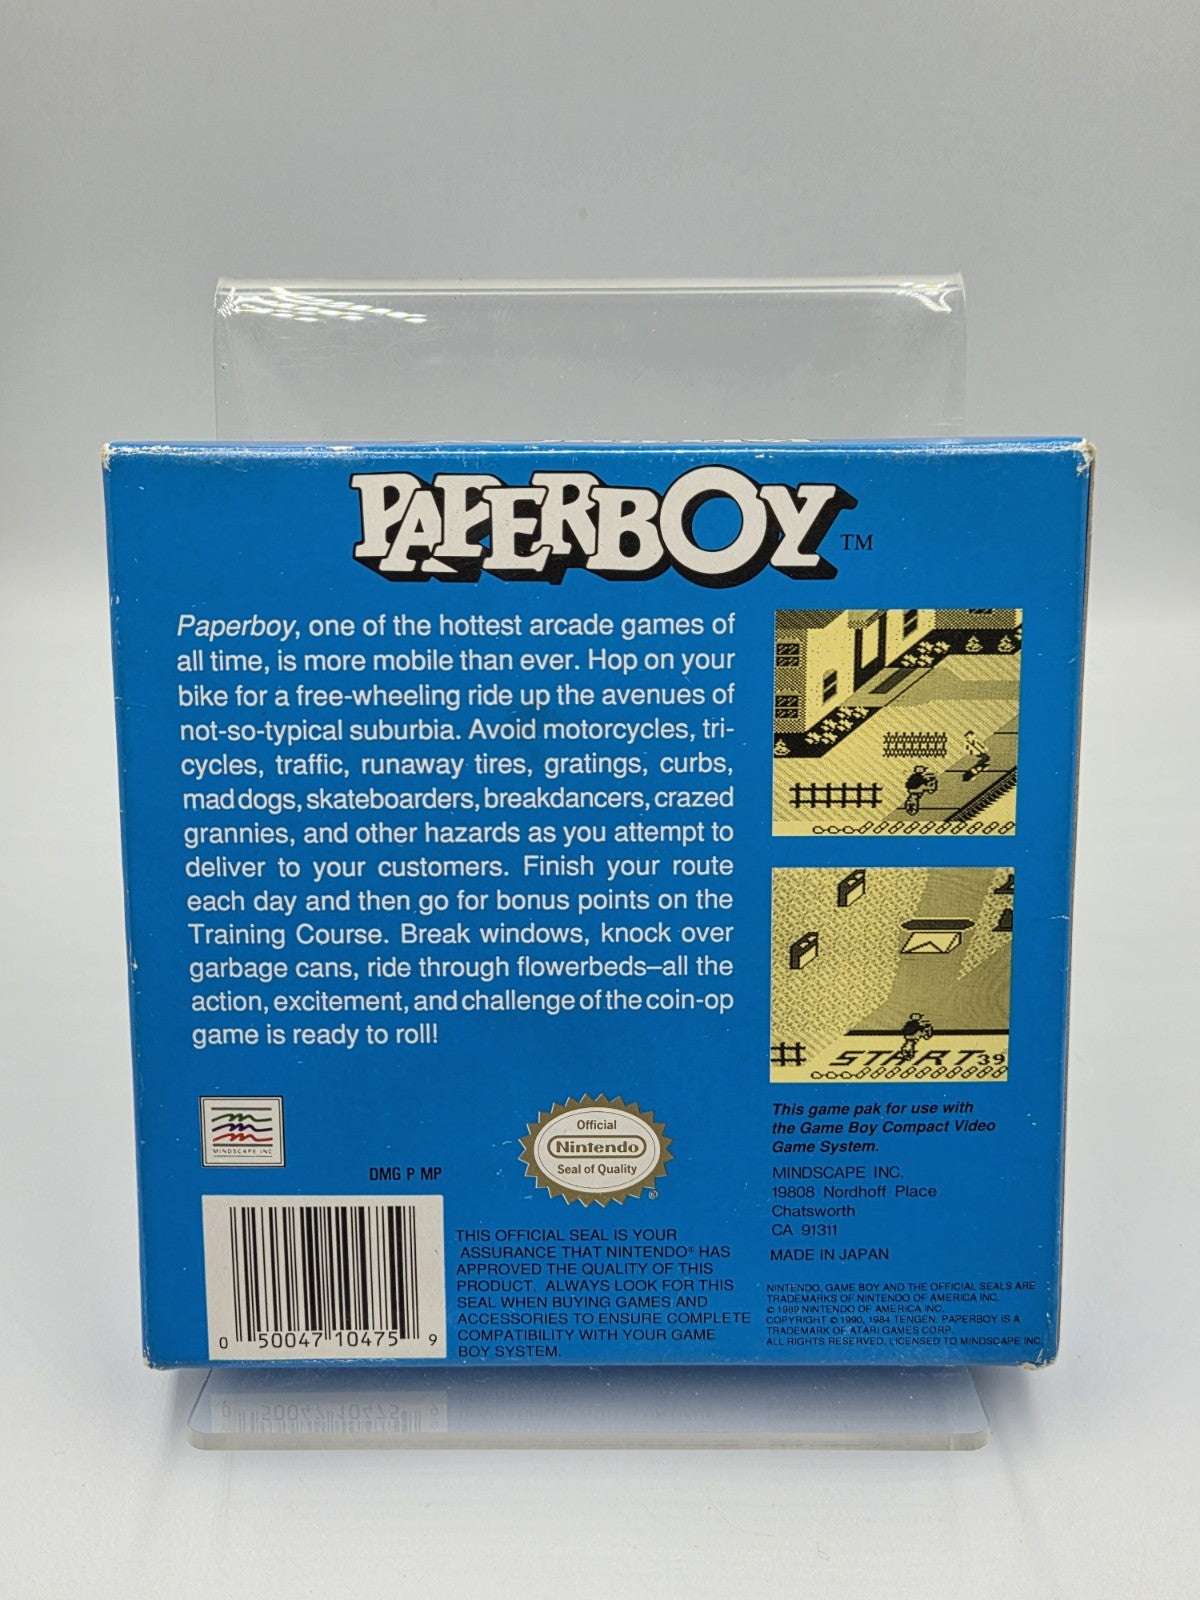 PAPERBOY TM
Paperboy, one of the hottest arcade games of
all time, is more mobile than ever. Hop on your
bike for a free-wheeling ride up the avenues of
not-so-typical suburbia. Avoid motorcycles, tri-
cycles, traffic, runaway tires, gratings, curbs,
mad dogs, skateboarders, breakdancers, crazed
grannies, and other hazards as you attempt to
deliver to your customers. Finish your route
each day and then go for bonus points on the
Training Course. Break windows, knock over
garbage cans, ride through flowerbeds–all the
action, excitement, and challenge of the coin-op
game is ready to roll!
START 39
MINDSCAPE INC
DMG P MP
Official
Nintendo
Seal of Quality
®
0 50047 10475 9
THIS OFFICIAL SEAL IS YOUR
ASSURANCE THAT NINTENDO® HAS
APPROVED THE QUALITY OF THIS
PRODUCT. ALWAYS LOOK FOR THIS
SEAL WHEN BUYING GAMES AND
ACCESSORIES TO ENSURE COMPLETE
COMPATIBILITY WITH YOUR GAME
BOY SYSTEM.
This game pak for use with
the Game Boy Compact Video
Game System.
MINDSCAPE INC.
19808 Nordhoff Place
Chatsworth
CA 91311
MADE IN JAPAN
NINTENDO, GAME BOY AND THE OFFICIAL SEALS ARE
TRADEMARKS OF NINTENDO OF AMERICA INC.
© 1989 NINTENDO OF AMERICA INC.
COPYRIGHT © 1990, 1984 TENGEN. PAPERBOY IS A
TRADEMARK OF ATARI GAMES CORP.
ALL RIGHTS RESERVED. LICENSED TO MINDSCAPE INC.